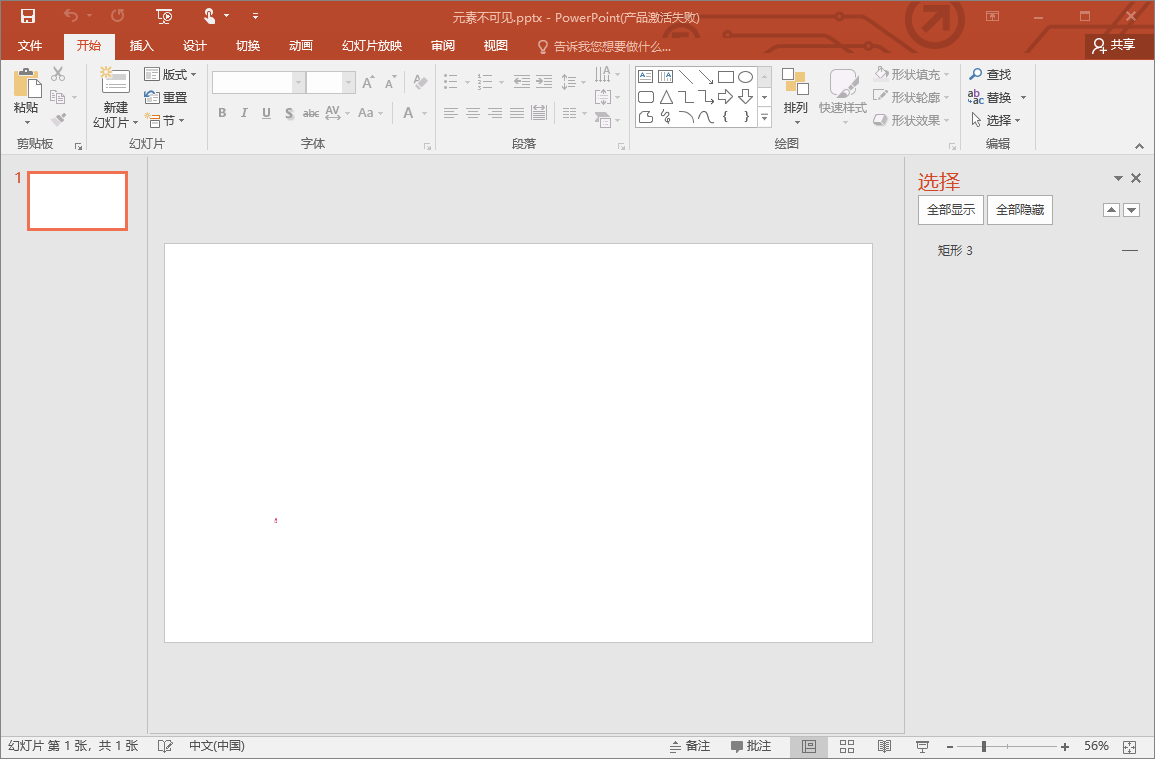 元素不可见.pptx - PowerPoint(产品激活失败)
文件 开始 插入 设计 切换 动画 幻灯片放映 审阅 视图 告诉我您想要做什么... 共享
粘贴
剪贴板
新建
幻灯片
版式
重置
节
幻灯片
B I U S abc AV Aa A
字体
段落
排列
快速样式
形状填充
形状轮廓
形状效果
绘图
查找
替换
选择
编辑
1
选择
全部显示 全部隐藏
矩形 3
幻灯片 第 1 张，共 1 张 中文(中国) 备注 批注 56%